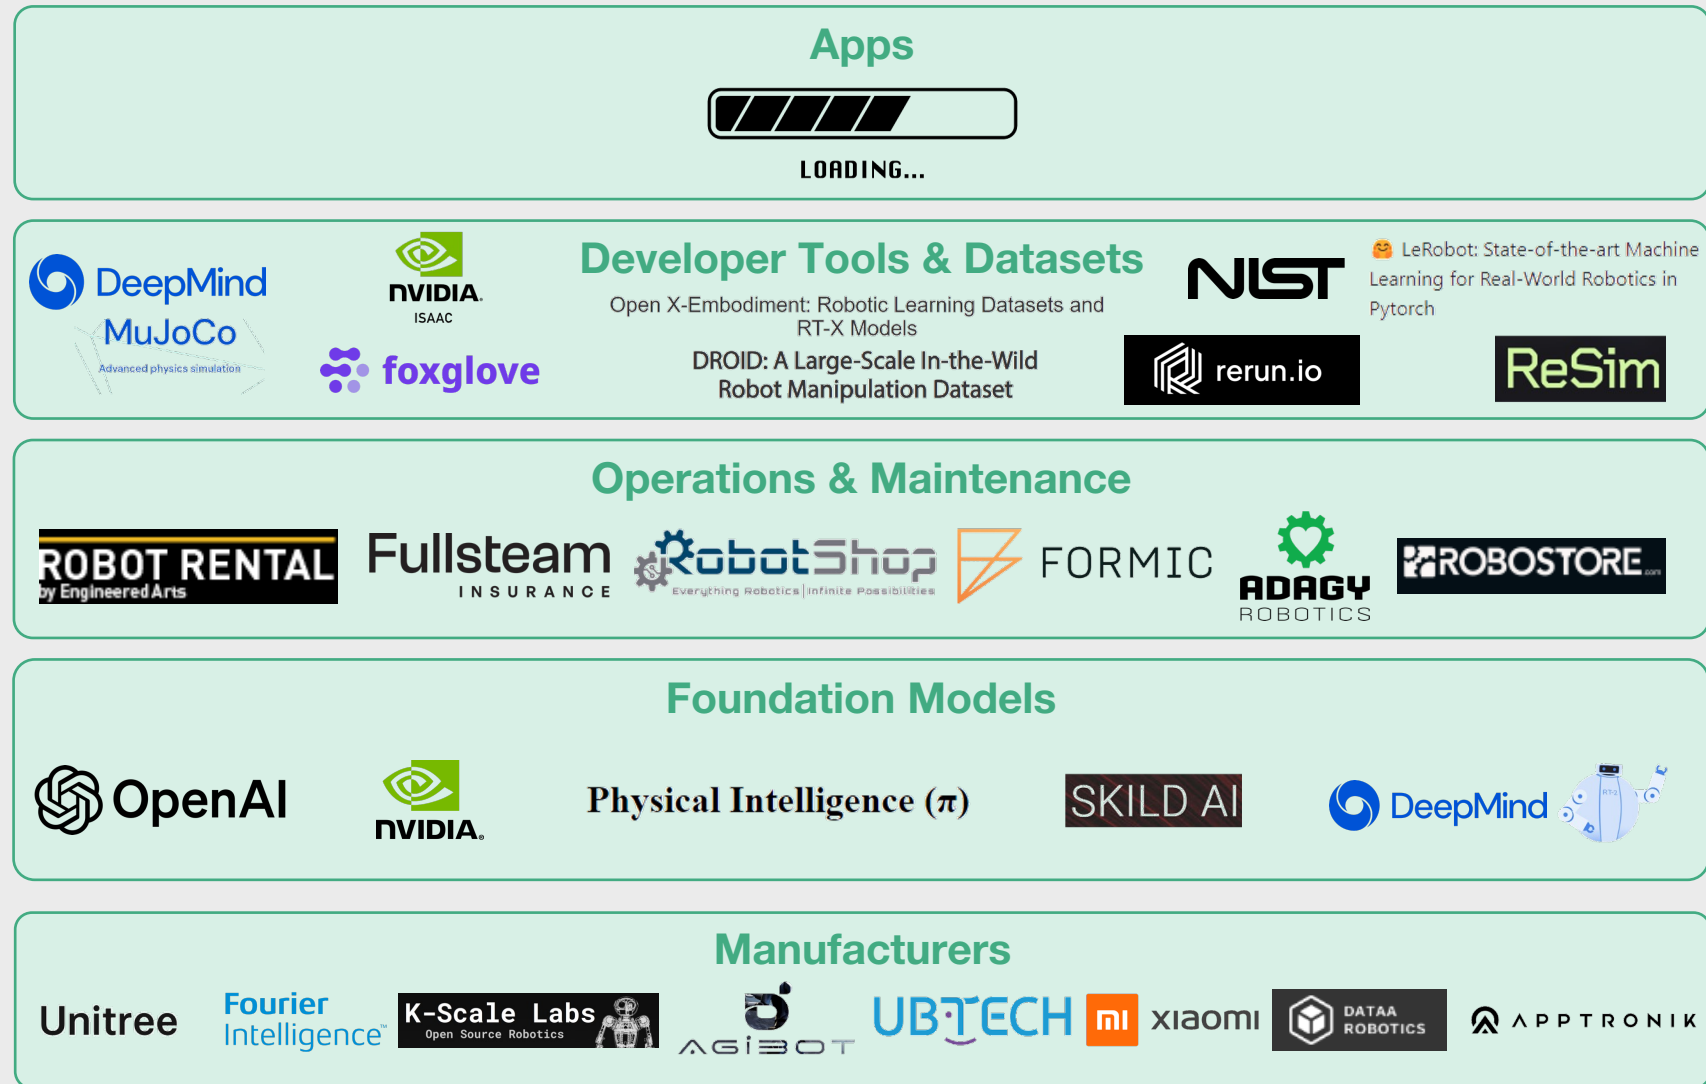 Apps
LOADING...
Developer Tools & Datasets
DeepMind
MuJoCo
Advanced physics simulation
NVIDIA.
ISAAC
foxglove
Open X-Embodiment: Robotic Learning Datasets and
RT-X Models
DROID: A Large-Scale In-the-Wild
Robot Manipulation Dataset
NIST
rerun.io
🤗 LeRobot: State-of-the-art Machine
Learning for Real-World Robotics in
Pytorch
ReSim
Operations & Maintenance
ROBOT RENTAL
by Engineered Arts
Fullsteam
INSURANCE
RobotShop
Everything Robotics | Infinite Possibilities
FORMIC
ADAGY
ROBOTICS
ROBOSTORE.com
Foundation Models
OpenAI
NVIDIA®
Physical Intelligence (π)
SKILD AI
DeepMind
RT-2
Manufacturers
Unitree
Fourier
Intelligence™
K-Scale Labs
Open Source Robotics
AGIBOT
UBTECH
mi xiaomi
DATAA
ROBOTICS
APPTRONIK